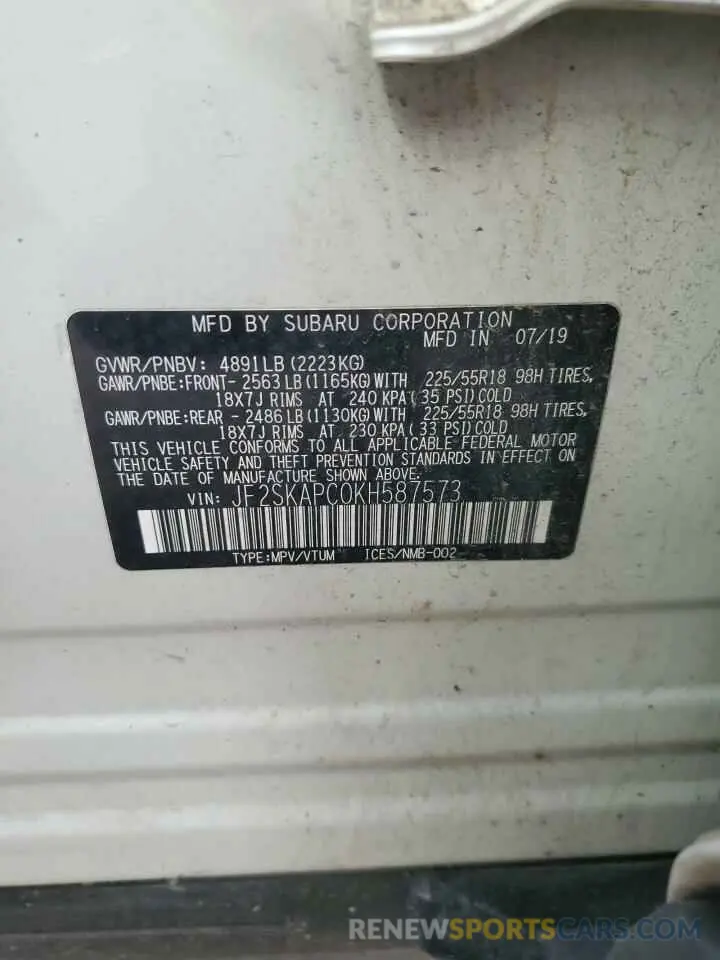 MFD BY SUBARU CORPORATION
MFD IN 07/19
GVWR/PNBV: 4891LB (2223KG)
GAWR/PNBE:FRONT- 2563 LB (1165KG) WITH 225/55R18 98H TIRES,
18X7J RIMS AT 240 KPA( 35 PSI) COLD
GAWR/PNBE:REAR - 2486 LB (1130KG) WITH 225/55R18 98H TIRES,
18X7J RIMS AT 230 KPA( 33 PSI) COLD
THIS VEHICLE CONFORMS TO ALL APPLICABLE FEDERAL MOTOR
VEHICLE SAFETY AND THEFT PREVENTION STANDARDS IN EFFECT ON
THE DATE OF MANUFACTURE SHOWN ABOVE.
VIN: JF2SKAPC0KH587573
TYPE:MPV/VTUM ICES/NMB-002
RENEWSPORTSCARS.COM